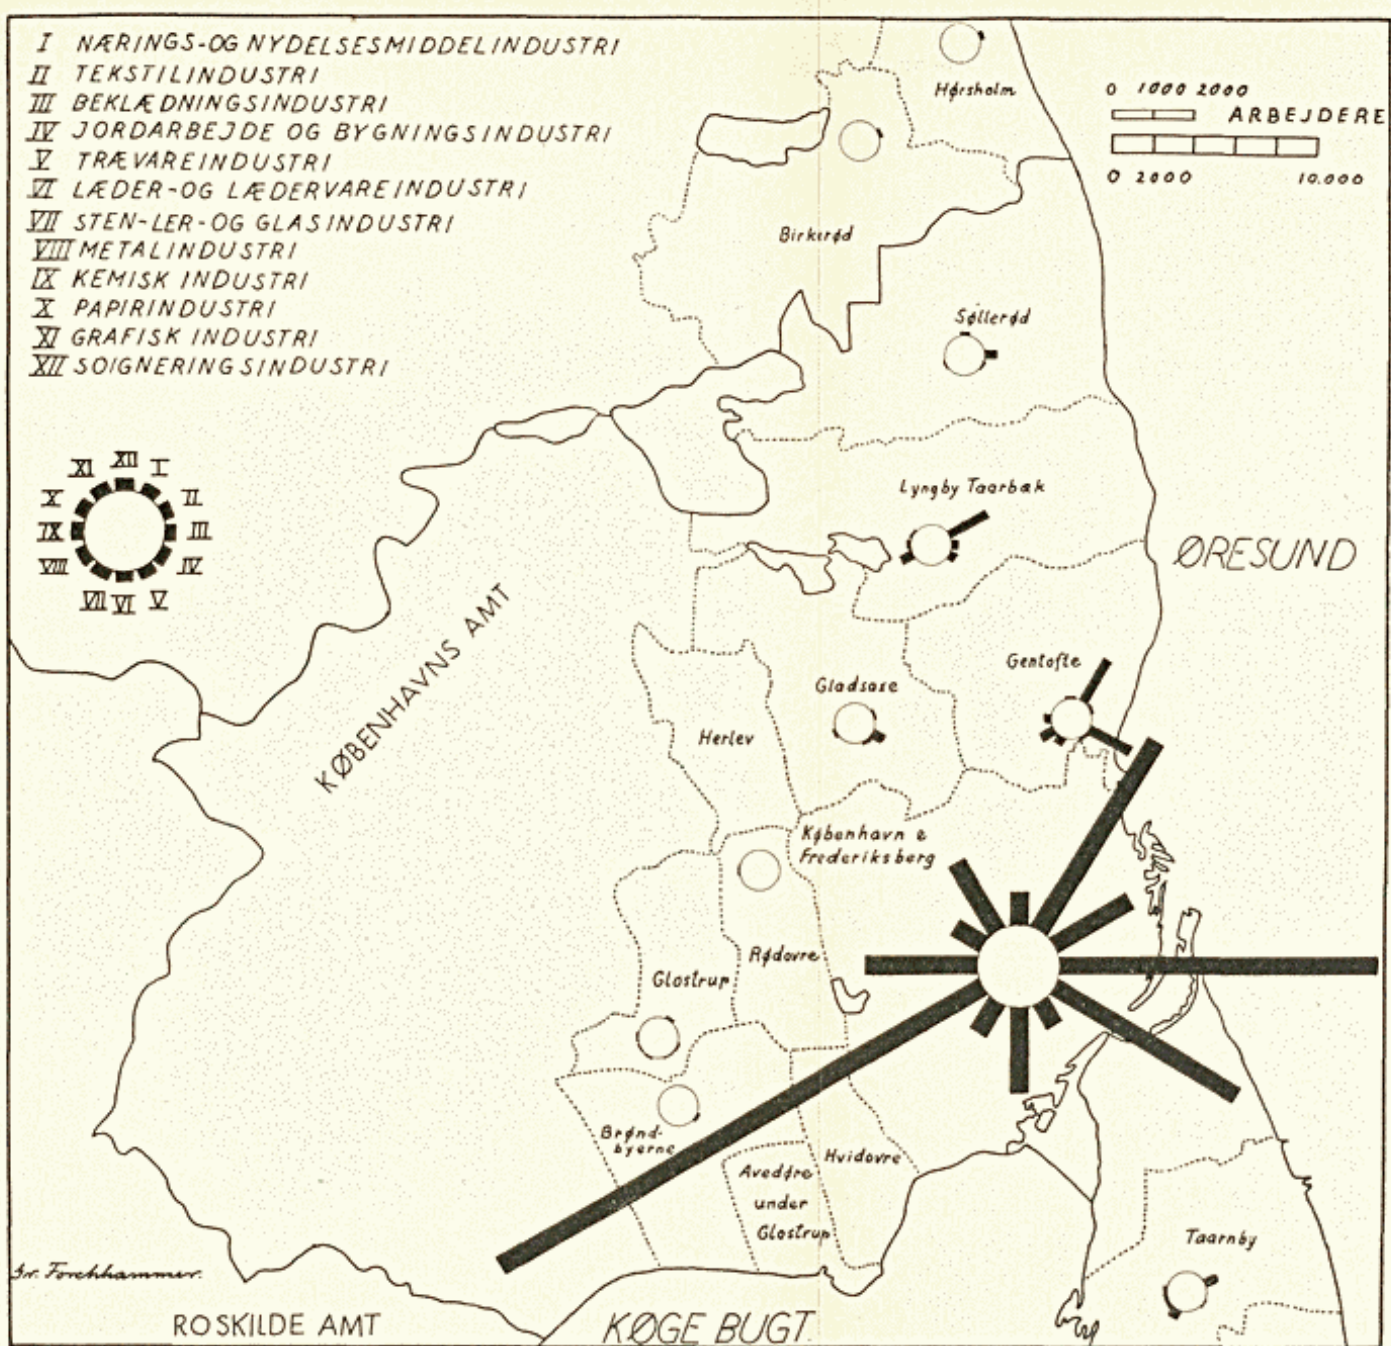 I NÆRINGS-OG NYDELSESMIDDELINDUSTRI
II TEKSTILINDUSTRI
III BEKLÆDNINGSINDUSTRI
IV JORDARBEJDE OG BYGNINGSINDUSTRI
V TRÆVAREINDUSTRI
VI LÆDER-OG LÆDERVAREINDUSTRI
VII STEN-LER-OG GLASINDUSTRI
VIII METALINDUSTRI
IX KEMISK INDUSTRI
X PAPIRINDUSTRI
XI GRAFISK INDUSTRI
XII SOIGNERINGSINDUSTRI
0 1000 2000
ARBEJDERE
0 2000 10.000
Hørsholm
Birkerød
Søllerød
XI XII I
X II
IX III
VIII IV
VII VI V
Lyngby Taarbæk
ØRESUND
KØBENHAVNS AMT
Gentofte
Gladsaxe
Herlev
København &
Frederiksberg
Rødovre
Glostrup
Brønd-
byerne
Hvidovre
Avedøre
under
Glostrup
Taarnby
Fr. Forchhammer.
ROSKILDE AMT
KØGE BUGT.